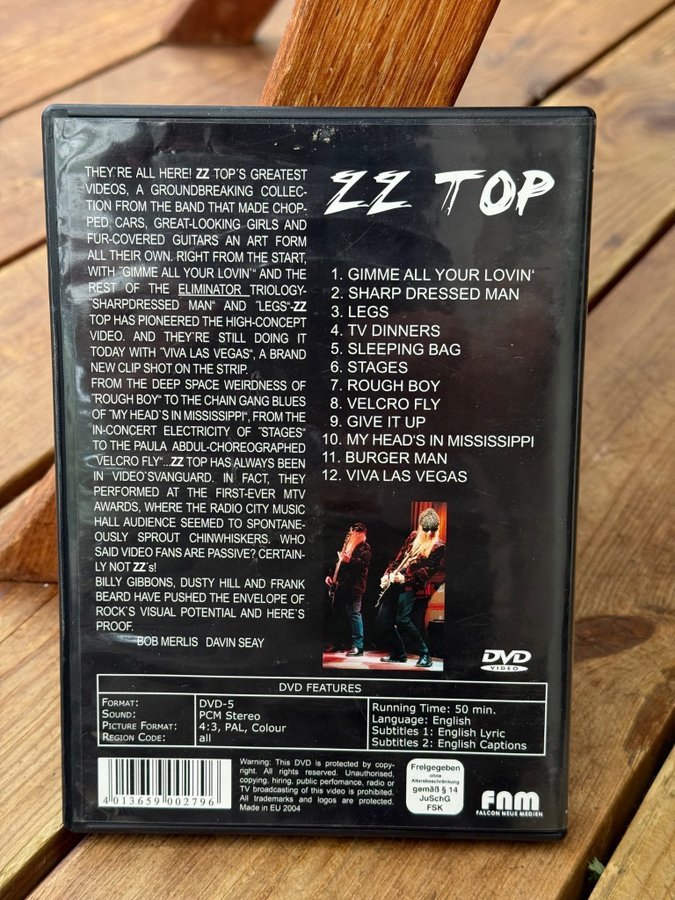 THEY`RE ALL HERE! ZZ TOP´S GREATEST
VIDEOS, A GROUNDBREAKING COLLEC-
TION FROM THE BAND THAT MADE CHOP-
PED CARS, GREAT-LOOKING GIRLS AND
FUR-COVERED GUITARS AN ART FORM
ALL THEIR OWN. RIGHT FROM THE START,
WITH ˝GIMME ALL YOUR LOVIN´˝ AND THE
REST OF THE ELIMINATOR TRIOLOGY-
˝SHARPDRESSED MAN˝ AND ˝LEGS˝-ZZ
TOP HAS PIONEERED THE HIGH-CONCEPT
VIDEO. AND THEY'RE STILL DOING IT
TODAY WITH ˝VIVA LAS VEGAS˝, A BRAND
NEW CLIP SHOT ON THE STRIP.
FROM THE DEEP SPACE WEIRDNESS OF
˝ROUGH BOY˝ TO THE CHAIN GANG BLUES
OF ˝MY HEAD´S IN MISSISSIPPI˝, FROM THE
IN-CONCERT ELECTRICITY OF ˝STAGES˝
TO THE PAULA ABDUL-CHOREOGRAPHED
˝VELCRO FLY˝...ZZ TOP HAS ALWAYS BEEN
IN VIDEO´SVANGUARD. IN FACT, THEY
PERFORMED AT THE FIRST-EVER MTV
AWARDS, WHERE THE RADIO CITY MUSIC
HALL AUDIENCE SEEMED TO SPONTANE-
OUSLY SPROUT CHINWHISKERS. WHO
SAID VIDEO FANS ARE PASSIVE? CERTAIN-
LY NOT ZZ´s!
BILLY GIBBONS, DUSTY HILL AND FRANK
BEARD HAVE PUSHED THE ENVELOPE OF
ROCK´S VISUAL POTENTIAL AND HERE´S
PROOF.
BOB MERLIS DAVIN SEAY
ZZ TOP
1. GIMME ALL YOUR LOVIN‘
2. SHARP DRESSED MAN
3. LEGS
4. TV DINNERS
5. SLEEPING BAG
6. STAGES
7. ROUGH BOY
8. VELCRO FLY
9. GIVE IT UP
10. MY HEAD‘S IN MISSISSIPPI
11. BURGER MAN
12. VIVA LAS VEGAS
DVD
VIDEO
DVD FEATURES
FORMAT: DVD-5
SOUND: PCM Stereo
PICTURE FORMAT: 4:3, PAL, Colour
REGION CODE: all
Running Time: 50 min.
Language: English
Subtitles 1: English Lyric
Subtitles 2: English Captions
4 013659 002796
Warning: This DVD is protected by copy-
right. All rights reserved. Unauthorised,
copying, hiring, public perfomance, radio or
TV broadcasting of this video is prohibited.
All trademarks and logos are protected.
Made in EU 2004
Freigegeben
ohne
Altersbeschränkung
gemäß § 14
JuSchG
FSK
FNM
FALCON NEUE MEDIEN